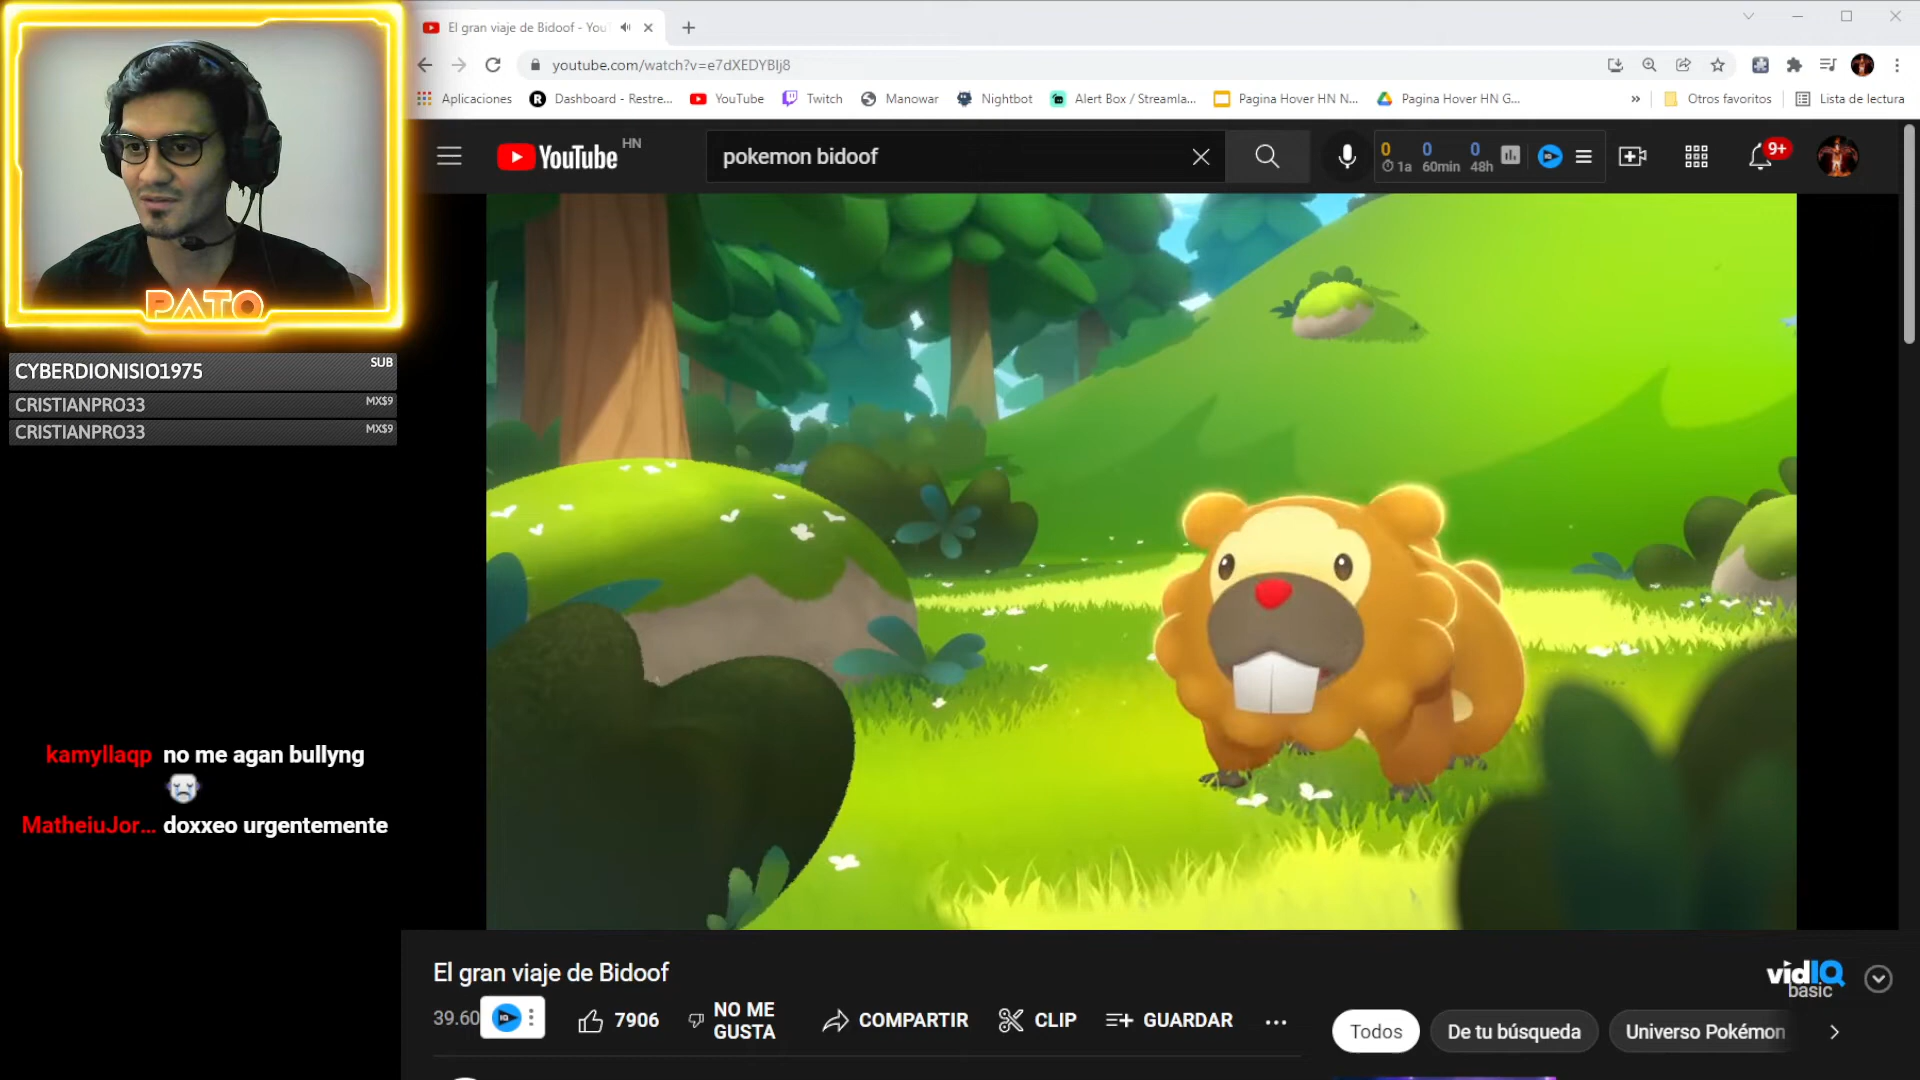 El gran viaje de Bidoof - You
youtube.com/watch?v=e7dXEDYBIj8
Aplicaciones
Dashboard - Restre...
YouTube
Twitch
Manowar
Nightbot
Alert Box / Streamla...
Pagina Hover HN N...
Pagina Hover HN G...
»
Otros favoritos
Lista de lectura
YouTube HN
pokemon bidoof
0 0 0
1a 60min 48h
9+
PATO
CYBERDIONISIO1975 SUB
CRISTIANPRO33 MX$9
CRISTIANPRO33 MX$9
kamyllaqp no me agan bullyng
MatheiuJor... doxxeo urgentemente
El gran viaje de Bidoof
vidIQ
basic
39.60
IQ
7906
NO ME
GUSTA
COMPARTIR
CLIP
GUARDAR
...
Todos
De tu búsqueda
Universo Pokémon